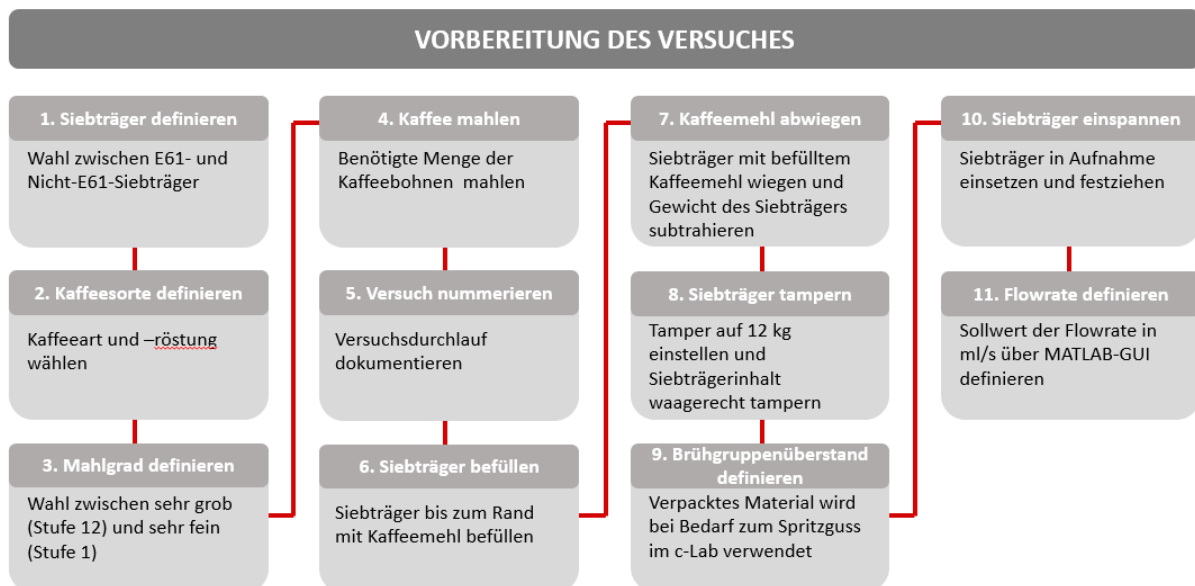 VORBEREITUNG DES VERSUCHES
1. Siebträger definieren
Wahl zwischen E61- und
Nicht-E61-Siebträger
2. Kaffeesorte definieren
Kaffeeart und –röstung
wählen
3. Mahlgrad definieren
Wahl zwischen sehr grob
(Stufe 12) und sehr fein
(Stufe 1)
4. Kaffee mahlen
Benötigte Menge der
Kaffeebohnen mahlen
5. Versuch nummerieren
Versuchsdurchlauf
dokumentieren
6. Siebträger befüllen
Siebträger bis zum Rand
mit Kaffeemehl befüllen
7. Kaffeemehl abwiegen
Siebträger mit befülltem
Kaffeemehl wiegen und
Gewicht des Siebträgers
subtrahieren
8. Siebträger tampern
Tamper auf 12 kg
einstellen und
Siebträgerinhalt
waagerecht tampern
9. Brühgruppenüberstand
definieren
Verpacktes Material wird
bei Bedarf zum Spritzguss
im c-Lab verwendet
10. Siebträger einspannen
Siebträger in Aufnahme
einsetzen und festziehen
11. Flowrate definieren
Sollwert der Flowrate in
ml/s über MATLAB-GUI
definieren